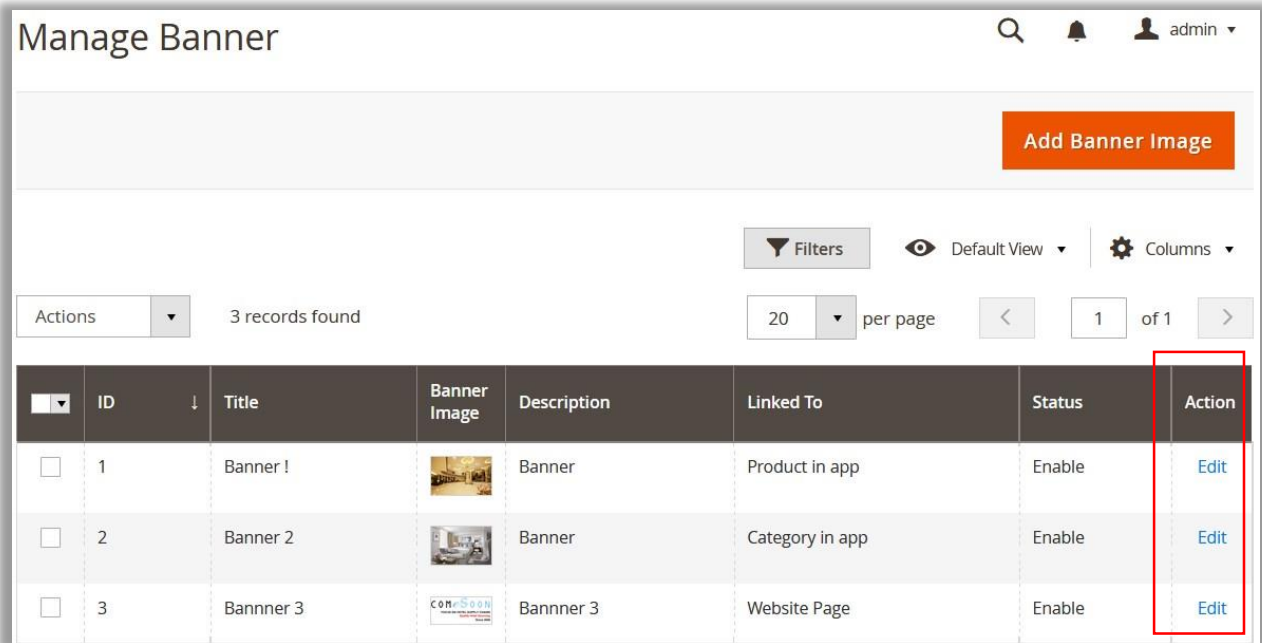 Manage Banner
admin
Add Banner Image
Filters Default View Columns
Actions 3 records found 20 per page 1 of 1
ID Title Banner Image Description Linked To Status Action
1 Banner ! Banner Product in app Enable Edit
2 Banner 2 Banner Category in app Enable Edit
COMeSOON
3 Bannner 3 Bannner 3 Website Page Enable Edit